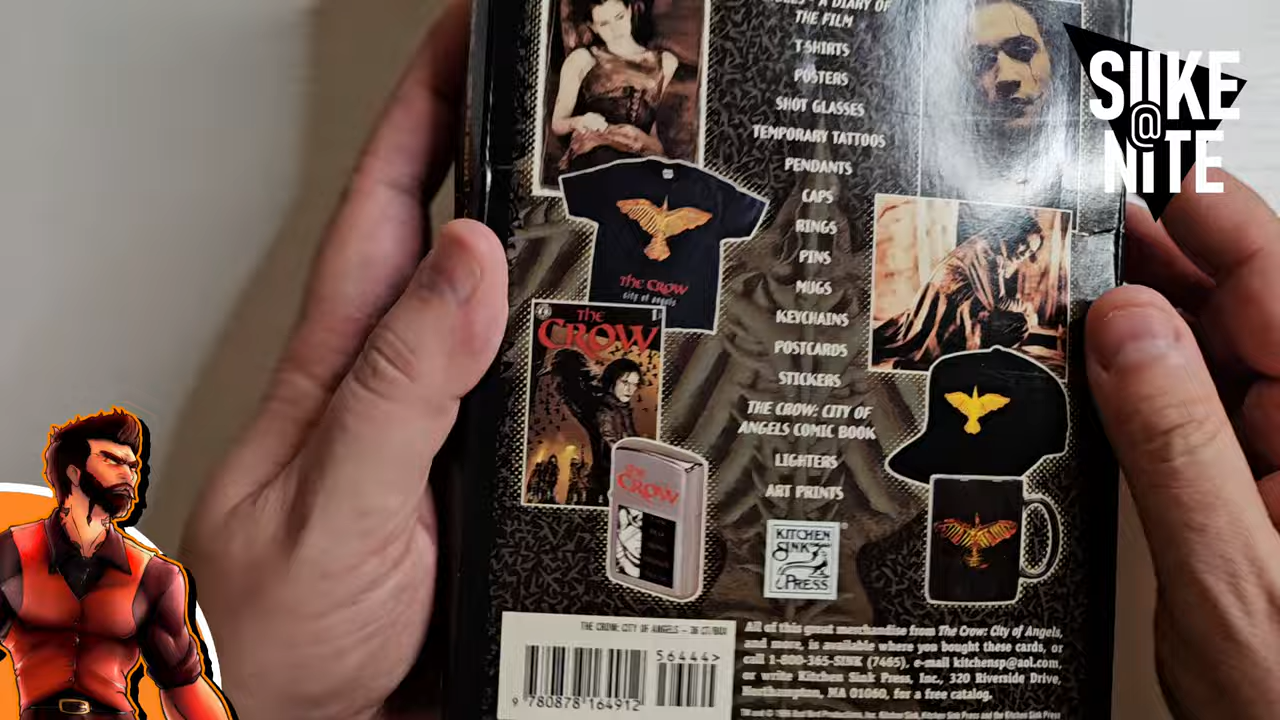 A DIARY OF
THE FILM
T-SHIRTS
POSTERS
SHOT GLASSES
TEMPORARY TATTOOS
PENDANTS
CAPS
RINGS
PINS
MUGS
KEYCHAINS
POSTCARDS
STICKERS
THE CROW: CITY OF
ANGELS COMIC BOOK
LIGHTERS
ART PRINTS
KITCHEN
SINK
PRESS
THE CROW
city of angels
THE
CROW
THE
CROW
SUKE
@
NITE
THE CROW: CITY OF ANGELS – 36 CT/BOX
56444>
9 780878 164912
All of this great merchandise from The Crow: City of Angels,
and more, is available where you bought these cards, or
call 1-800-365-SINK (7465), e-mail kitchensp@aol.com,
or write Kitchen Sink Press, Inc., 320 Riverside Drive,
Northampton, MA 01060, for a free catalog.